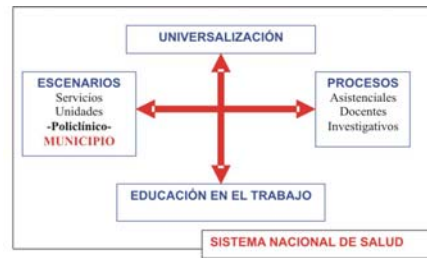 UNIVERSALIZACIÓN
ESCENARIOS
Servicios
Unidades
-Policlínico-
MUNICIPIO
PROCESOS
Asistenciales
Docentes
Investigativos
EDUCACIÓN EN EL TRABAJO
SISTEMA NACIONAL DE SALUD